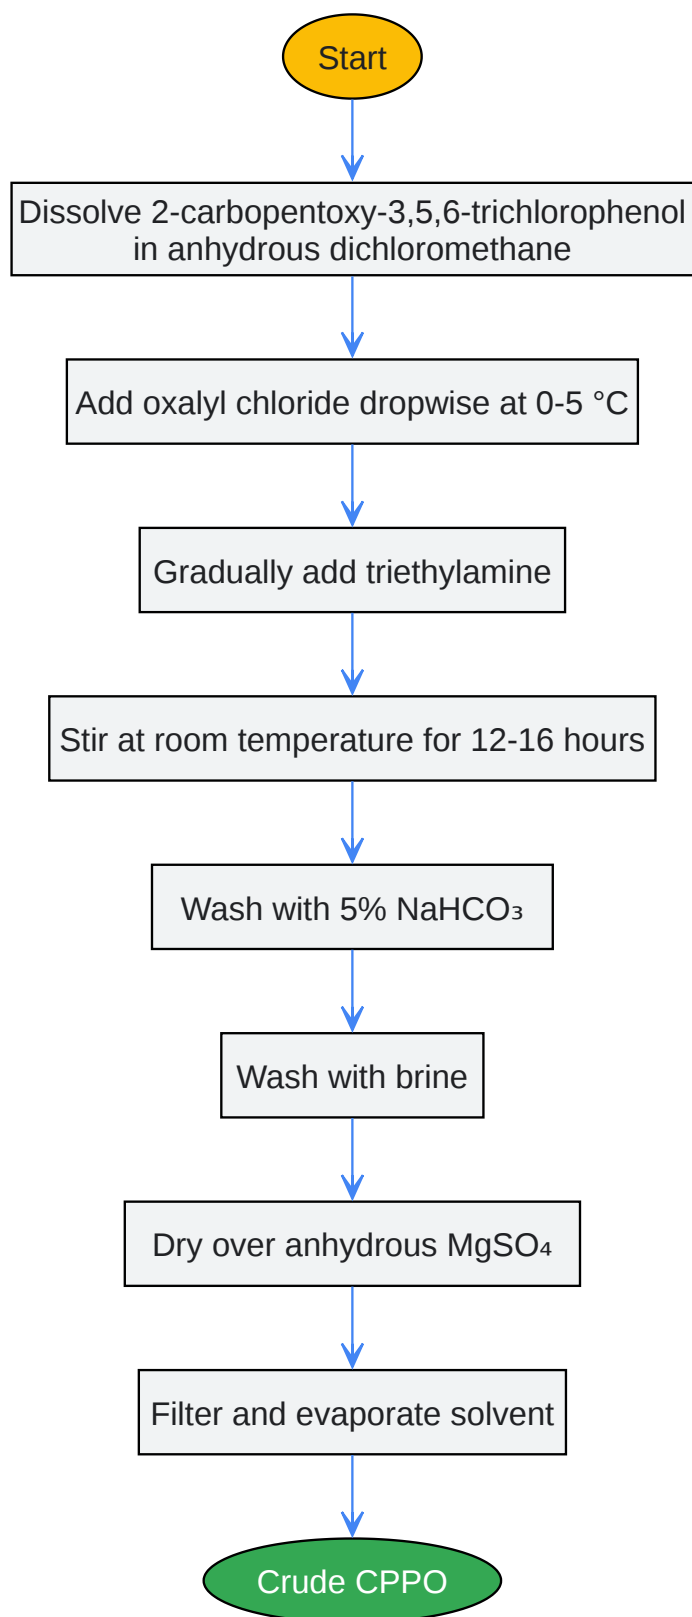 Start
Dissolve 2-carbopentoxy-3,5,6-trichlorophenol
in anhydrous dichloromethane
Add oxalyl chloride dropwise at 0-5 °C
Gradually add triethylamine
Stir at room temperature for 12-16 hours
Wash with 5% NaHCO₃
Wash with brine
Dry over anhydrous MgSO₄
Filter and evaporate solvent
Crude CPPO